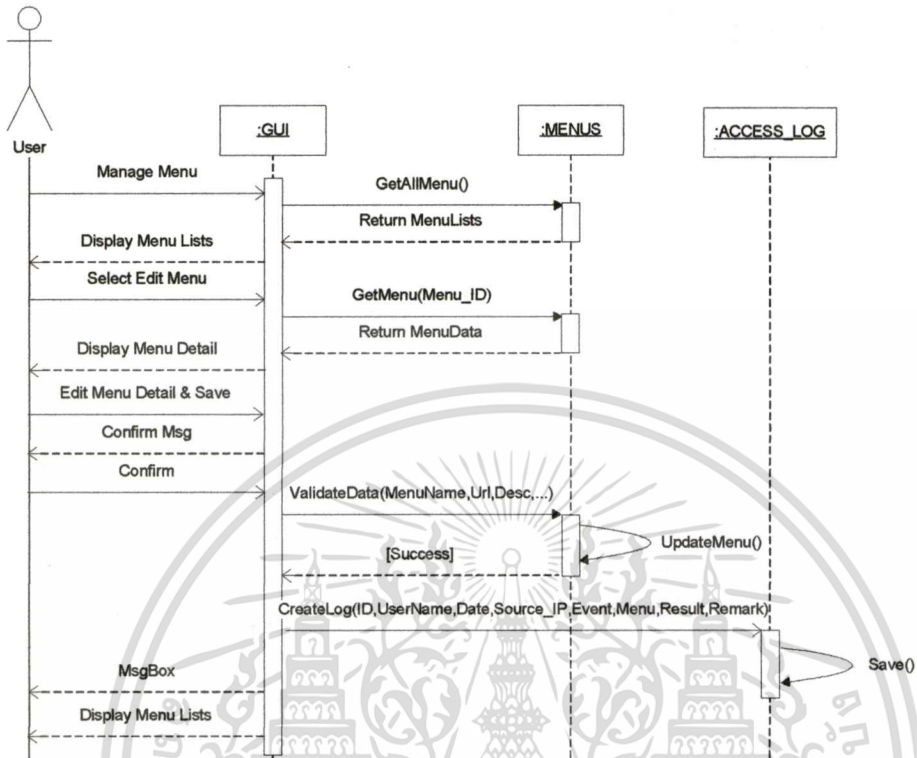 :GUI
:MENUS
:ACCESS_LOG
User
Manage Menu
GetAllMenu()
Return MenuLists
Display Menu Lists
Select Edit Menu
GetMenu(Menu_ID)
Return MenuData
Display Menu Detail
Edit Menu Detail & Save
Confirm Msg
Confirm
ValidateData(MenuName,Url,Desc,...)
UpdateMenu()
[Success]
CreateLog(ID,UserName,Date,Source_IP,Event,Menu,Result,Remark)
Save()
MsgBox
Display Menu Lists